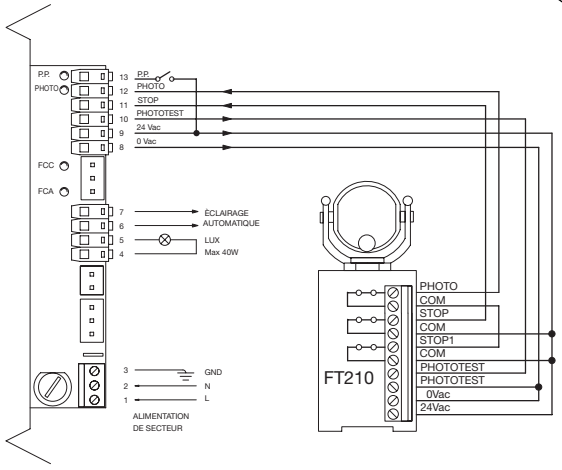 P.P.
13 P.P.
PHOTO
12 PHOTO
11 STOP
10 PHOTOTEST
9 24 Vac
8 0 Vac
FCC
FCA
7 ÈCLAIRAGE
6 AUTOMATIQUE
5 LUX
4 Max 40W
3 GND
2 N
1 L
ALIMENTATION
DE SECTEUR
PHOTO
COM
STOP
COM
STOP1
COM
FT210
PHOTOTEST
PHOTOTEST
0Vac
24Vac